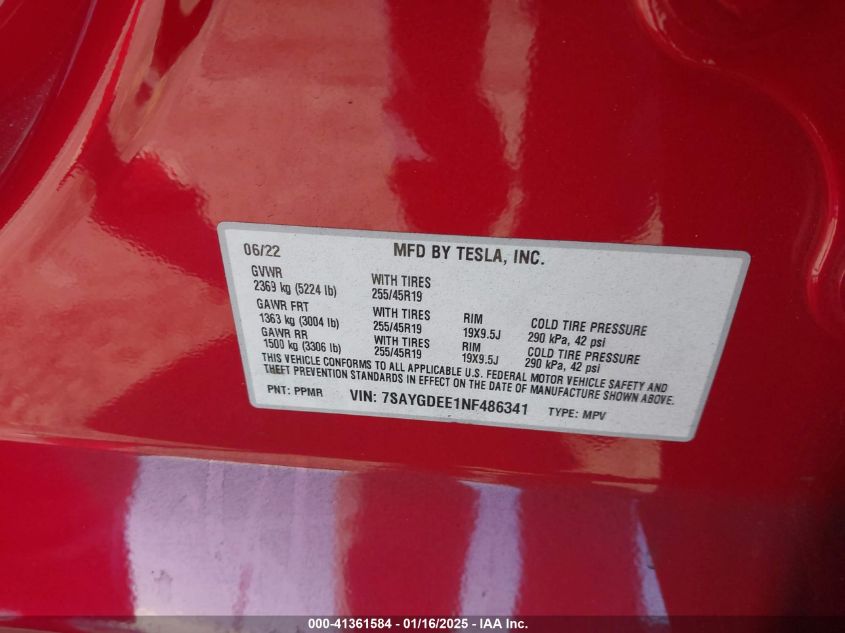 06/22 MFD BY TESLA, INC.
GVWR
2369 kg (5224 lb) WITH TIRES 255/45R19
GAWR FRT
1363 kg (3004 lb) WITH TIRES 255/45R19 RIM 19X9.5J COLD TIRE PRESSURE 290 kPa, 42 psi
GAWR RR
1500 kg (3306 lb) WITH TIRES 255/45R19 RIM 19X9.5J COLD TIRE PRESSURE 290 kPa, 42 psi
THIS VEHICLE CONFORMS TO ALL APPLICABLE U.S. FEDERAL MOTOR VEHICLE SAFETY AND
THEFT PREVENTION STANDARDS IN EFFECT ON THE DATE OF MANUFACTURE SHOWN ABOVE.
PNT: PPMR VIN: 7SAYGDEE1NF486341 TYPE: MPV
000-41361584 - 01/16/2025 - IAA Inc.